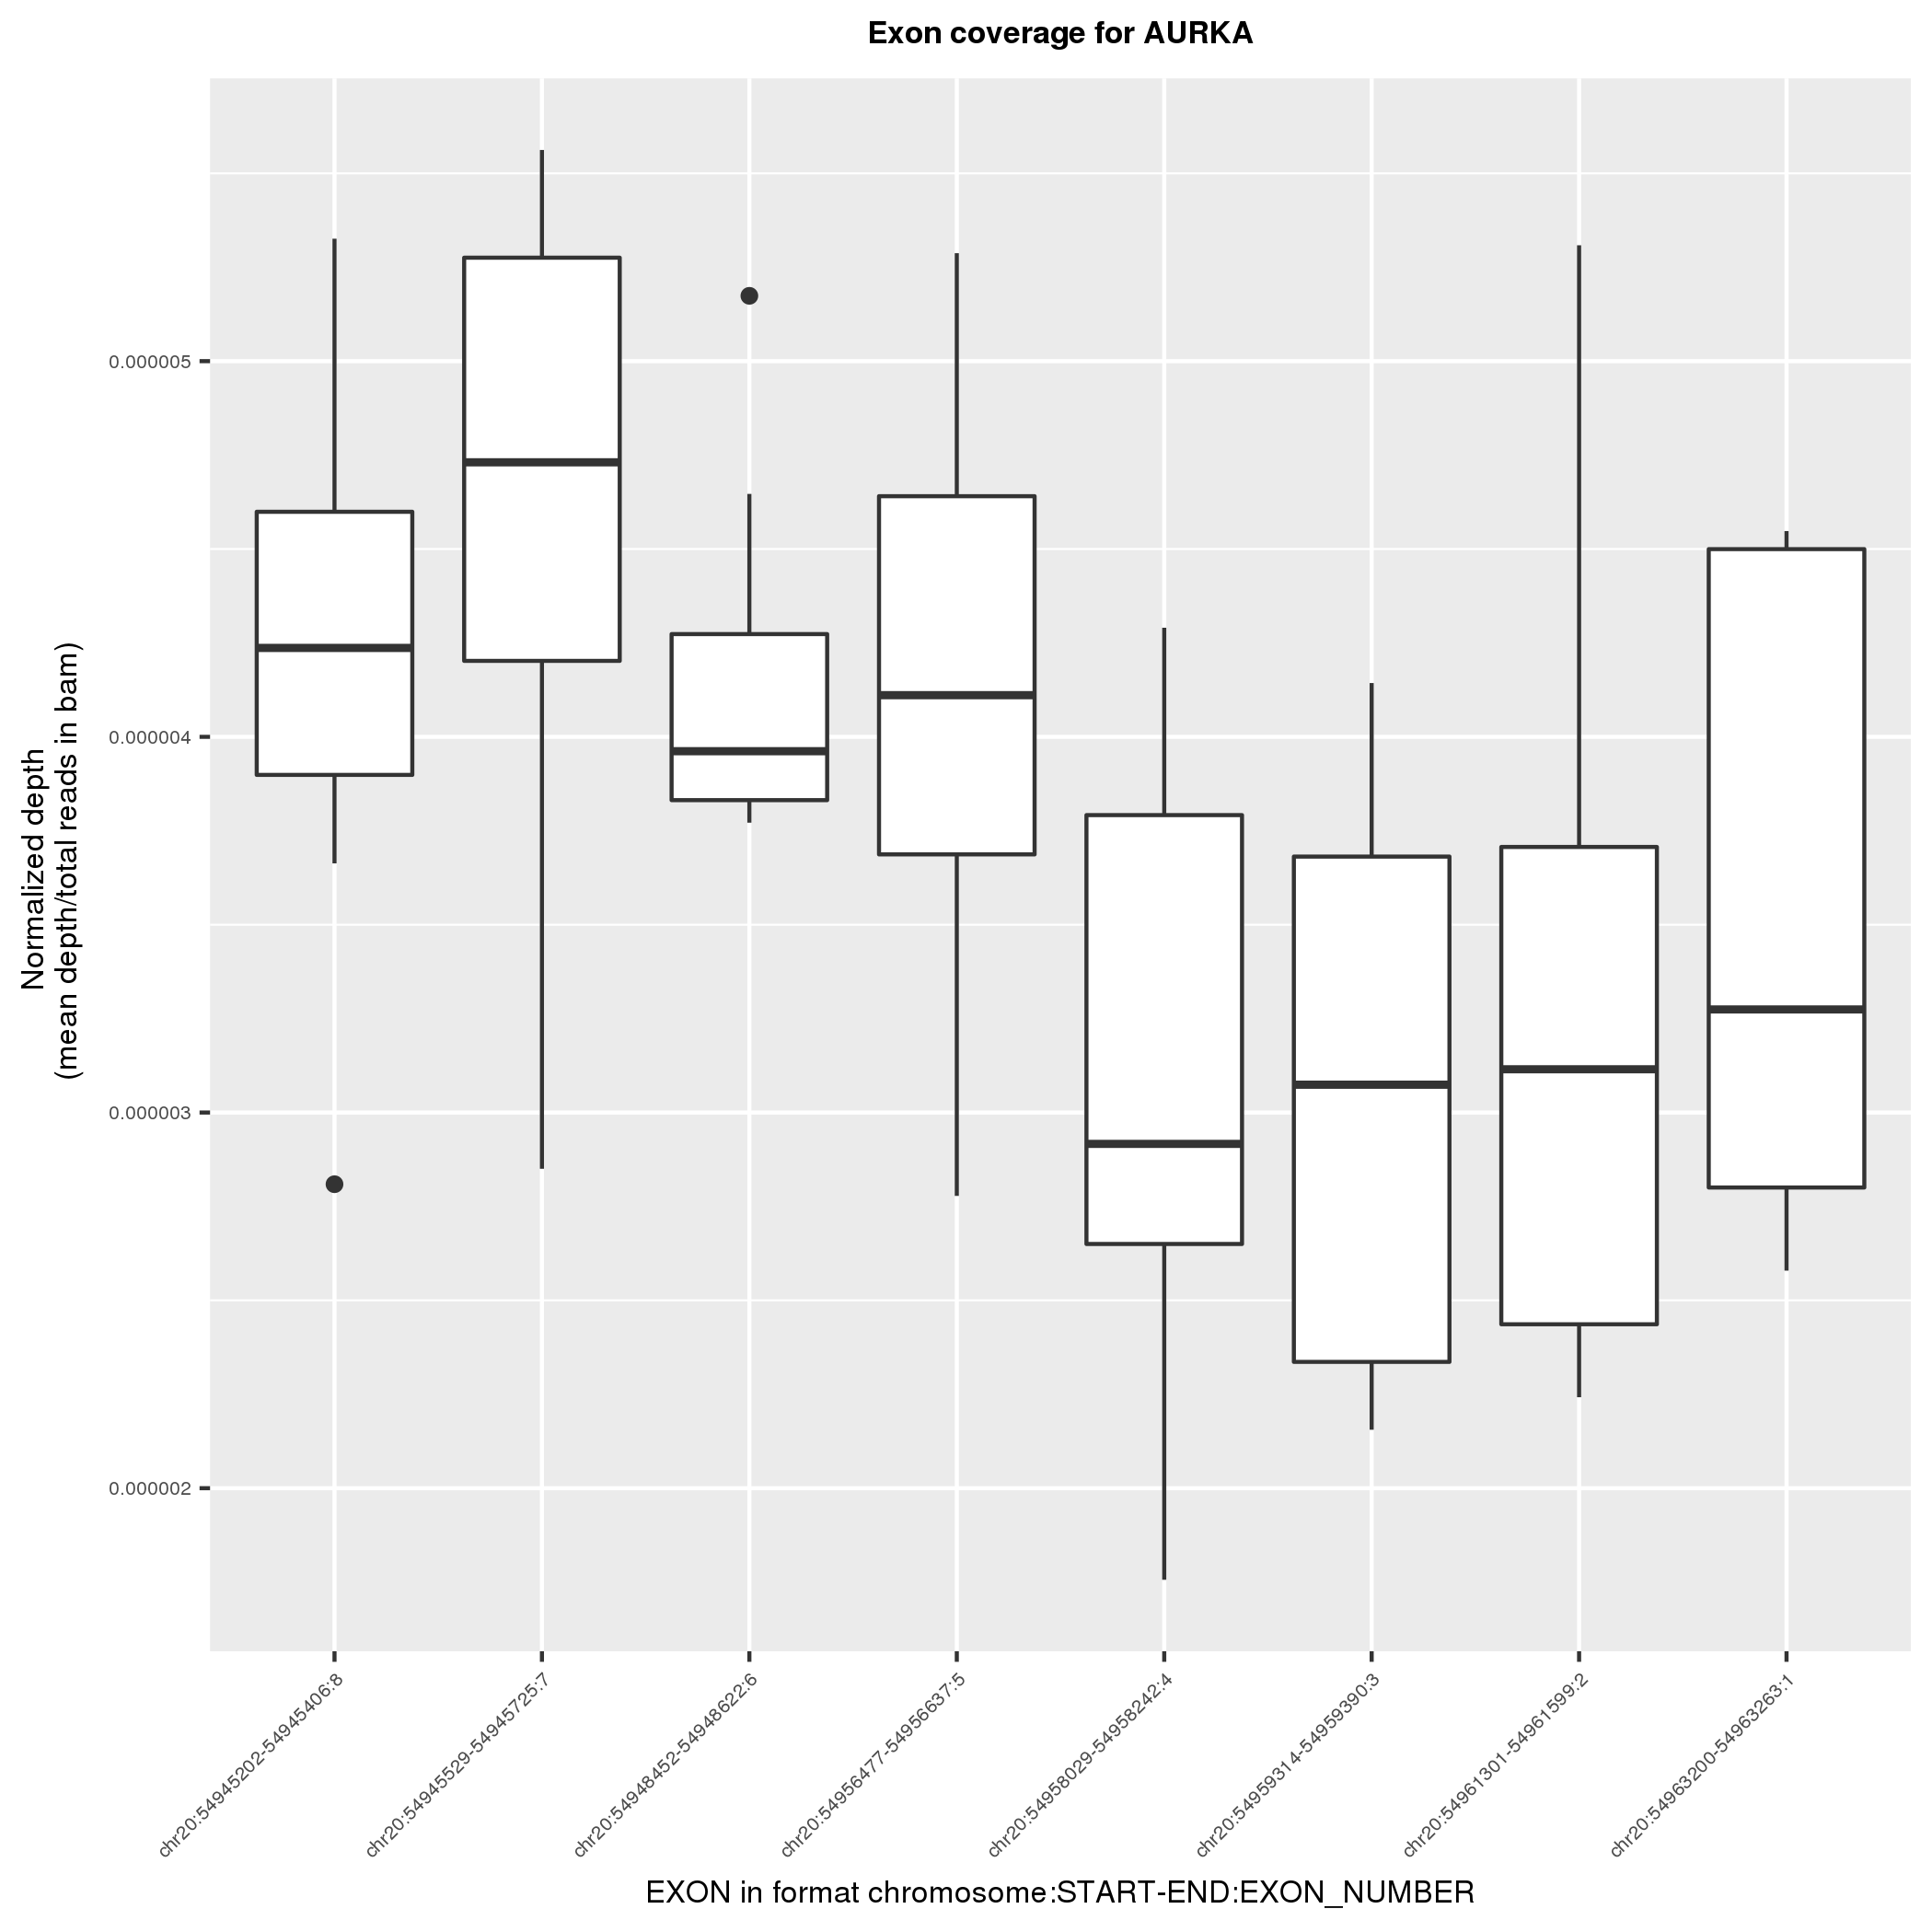 Exon coverage for AURKA
Normalized depth
(mean depth/total reads in bam)
0.000005
0.000004
0.000003
0.000002
chr20:54945202-54945406:8
chr20:54945529-54945725:7
chr20:54948452-54948622:6
chr20:54956477-54956637:5
chr20:54958029-54958242:4
chr20:54959314-54959390:3
chr20:54961301-54961599:2
chr20:54963200-54963263:1
EXON in format chromosome:START-END:EXON_NUMBER